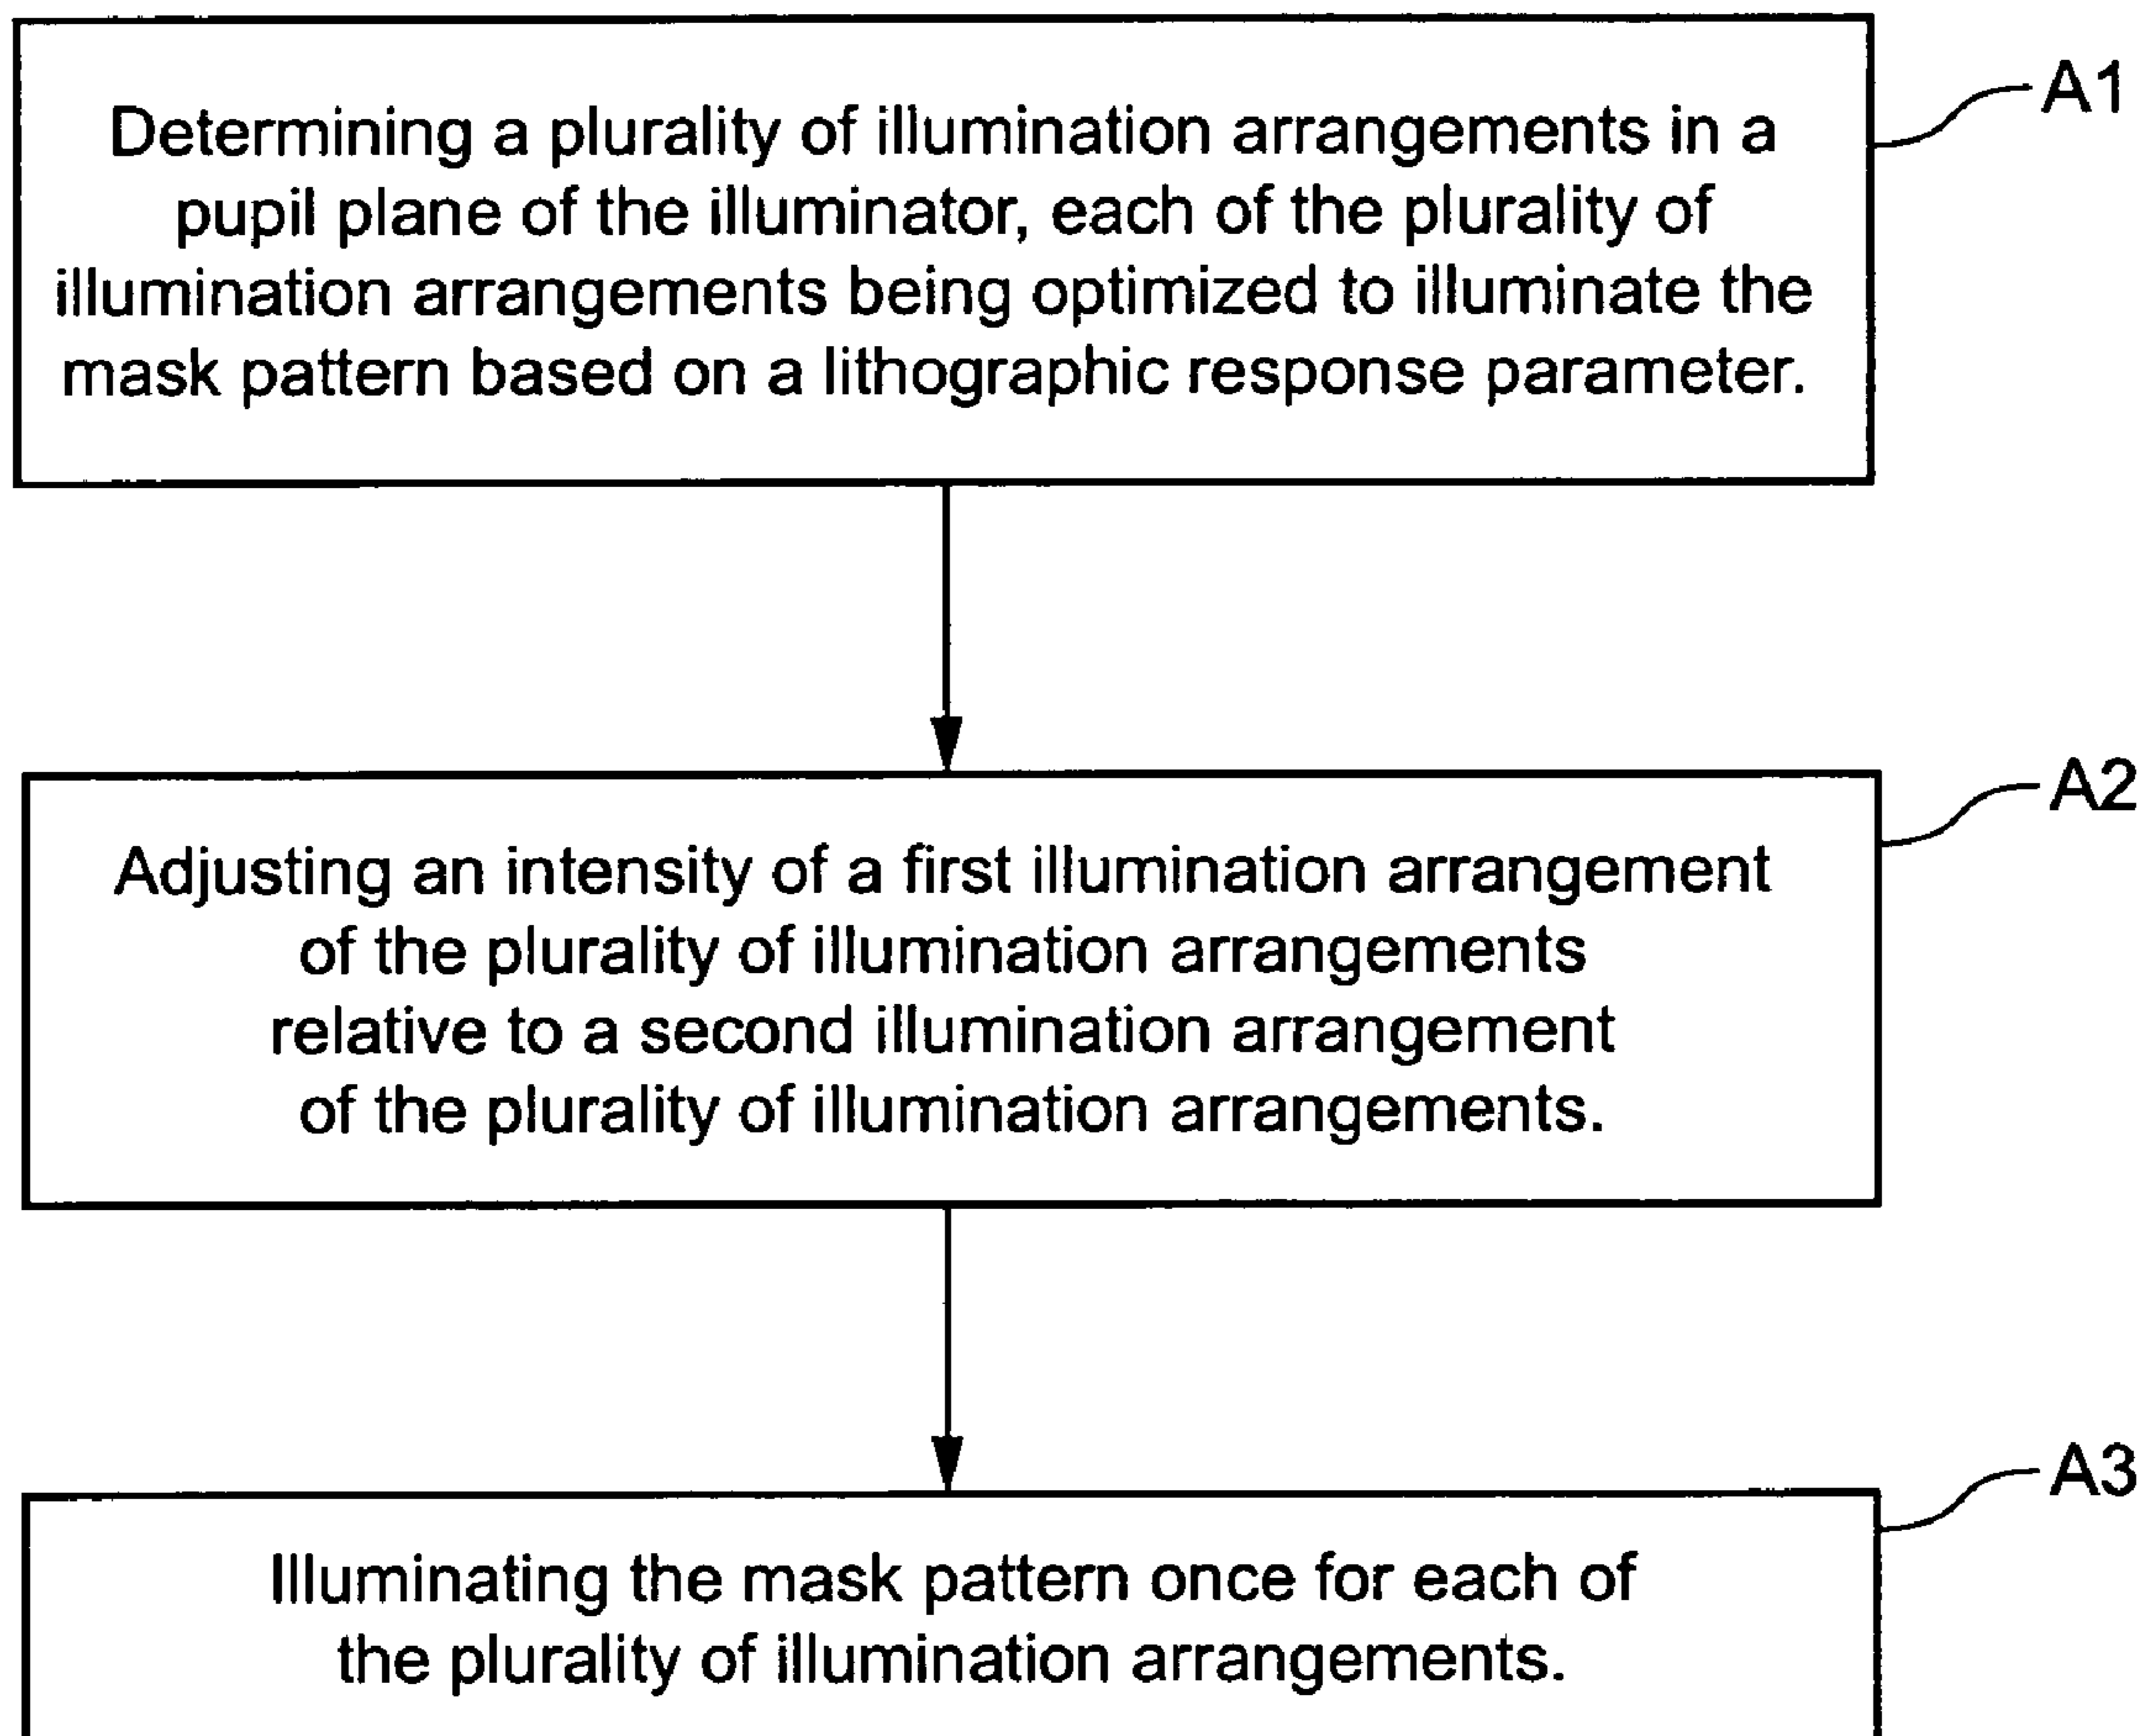 Determining a plurality of illumination arrangements in a
pupil plane of the illuminator, each of the plurality of
illumination arrangements being optimized to illuminate the
mask pattern based on a lithographic response parameter.
A1
Adjusting an intensity of a first illumination arrangement
of the plurality of illumination arrangements
relative to a second illumination arrangement
of the plurality of illumination arrangements.
A2
Illuminating the mask pattern once for each of
the plurality of illumination arrangements.
A3